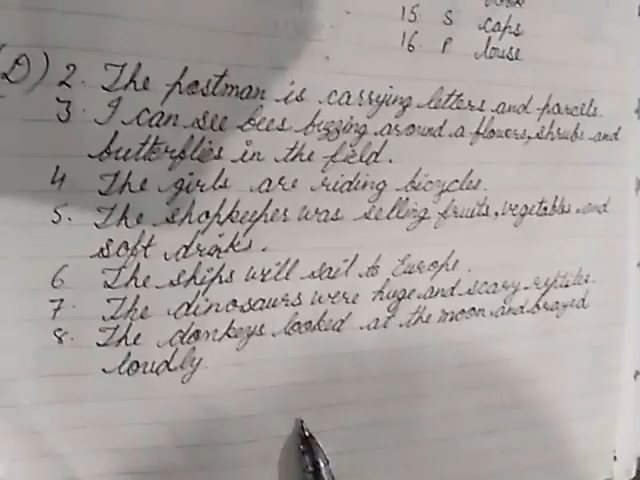 15 S caps
16. P louse
(D) 2. The postman is carrying letters and parcels.
3. I can see bees buzzing around a flowers, shrubs and
butterflies in the field.
4 The girls are riding bicycles.
5. The shopkeeper was selling fruits, vegetables and
soft drinks.
6 The ships will sail to Europe.
7. The dinosaurs were huge and scary reptiles.
8. The donkeys looked at the moon and brayed
loudly